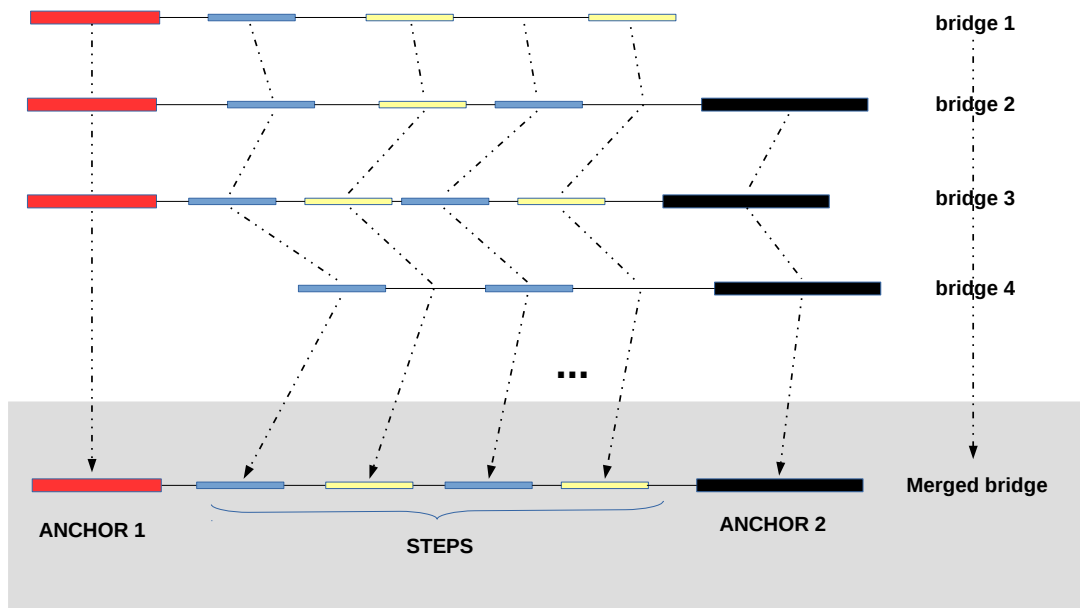 bridge 1
bridge 2
bridge 3
bridge 4
...
Merged bridge
ANCHOR 1
ANCHOR 2
STEPS